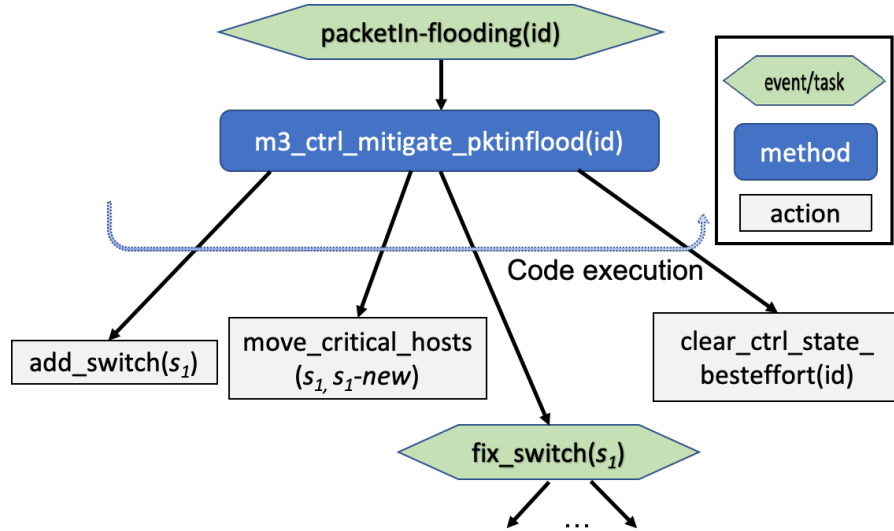 packetIn-flooding(id)
event/task
m3_ctrl_mitigate_pktinflood(id)
method
action
Code execution
add_switch(s₁)
move_critical_hosts
(s₁, s₁-new)
clear_ctrl_state_
besteffort(id)
fix_switch(s₁)
...